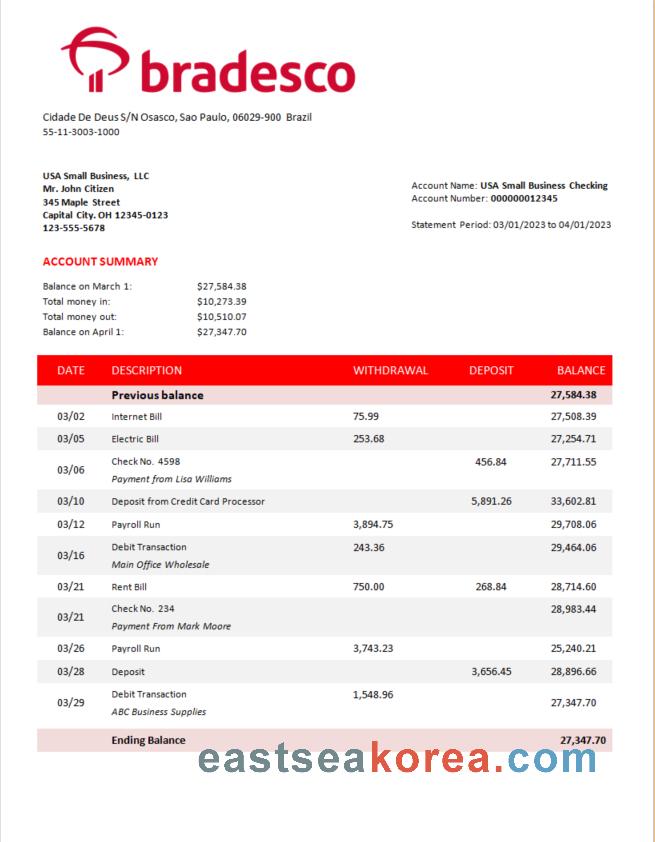 bradesco
Cidade De Deus S/N Osasco, Sao Paulo, 06029-900 Brazil
55-11-3003-1000
USA Small Business, LLC
Mr. John Citizen
345 Maple Street
Capital City. OH 12345-0123
123-555-5678
Account Name: USA Small Business Checking
Account Number: 000000012345
Statement Period: 03/01/2023 to 04/01/2023
ACCOUNT SUMMARY
Balance on March 1: $27,584.38
Total money in: $10,273.39
Total money out: $10,510.07
Balance on April 1: $27,347.70
DATE DESCRIPTION WITHDRAWAL DEPOSIT BALANCE
Previous balance 27,584.38
03/02 Internet Bill 75.99 27,508.39
03/05 Electric Bill 253.68 27,254.71
03/06 Check No. 4598 456.84 27,711.55
Payment from Lisa Williams
03/10 Deposit from Credit Card Processor 5,891.26 33,602.81
03/12 Payroll Run 3,894.75 29,708.06
03/16 Debit Transaction 243.36 29,464.06
Main Office Wholesale
03/21 Rent Bill 750.00 268.84 28,714.60
03/21 Check No. 234 28,983.44
Payment From Mark Moore
03/26 Payroll Run 3,743.23 25,240.21
03/28 Deposit 3,656.45 28,896.66
03/29 Debit Transaction 1,548.96 27,347.70
ABC Business Supplies
Ending Balance 27,347.70
eastseakorea.com